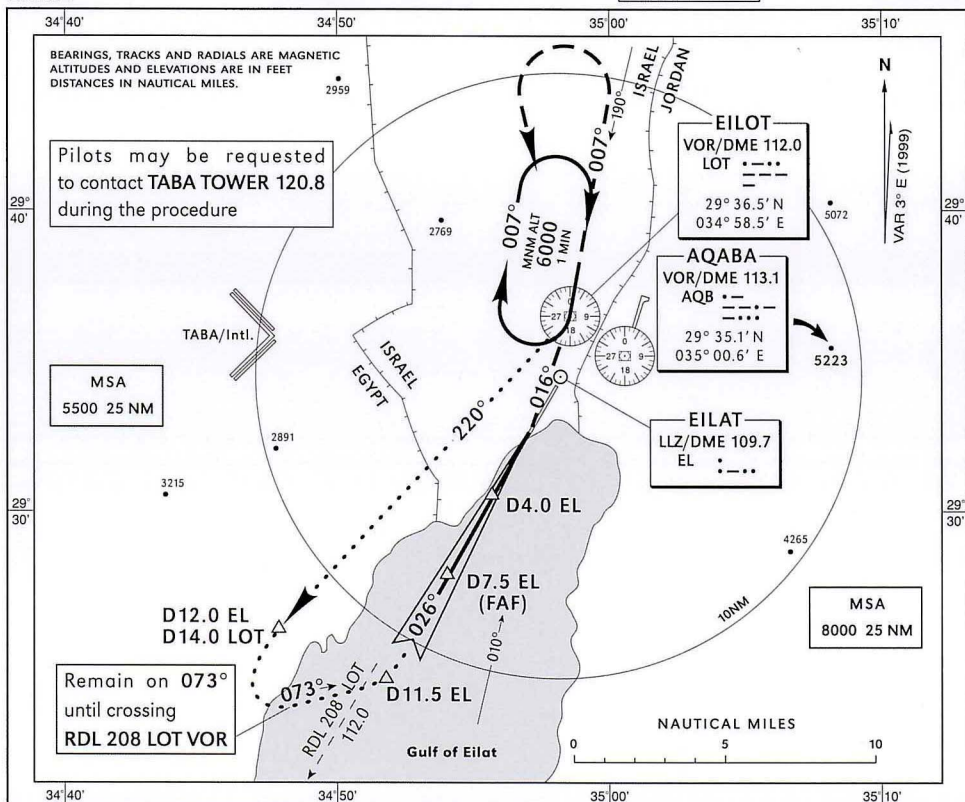 34°40'
34°50'
35°00'
35°10'
BEARINGS, TRACKS AND RADIALS ARE MAGNETIC
ALTITUDES AND ELEVATIONS ARE IN FEET
DISTANCES IN NAUTICAL MILES.
2959
Pilots may be requested
to contact TABA TOWER 120.8
during the procedure
190°
ISRAEL
JORDAN
007°
N
VAR 3° E (1999)
EILOT
VOR/DME 112.0
LOT
29° 36.5' N
034° 58.5' E
29°
40'
29°
40'
2769
007°
MNM ALT
6000
1 MIN
5072
AQABA
VOR/DME 113.1
AQB
29° 35.1' N
035° 00.6' E
5223
0
27
9
18
0
27
9
18
TABA/Intl.
ISRAEL
EGYPT
MSA
5500 25 NM
016°
220°
EILAT
LLZ/DME 109.7
EL
2891
3215
29°
30'
29°
30'
D4.0 EL
4265
D7.5 EL
(FAF)
026°
010°
10NM
MSA
8000 25 NM
D12.0 EL
D14.0 LOT
Remain on 073°
until crossing
RDL 208 LOT VOR
073°
D11.5 EL
RDL 208 LOT
112.0
Gulf of Eilat
NAUTICAL MILES
0
5
10
34°40'
34°50'
35°00'
35°10'